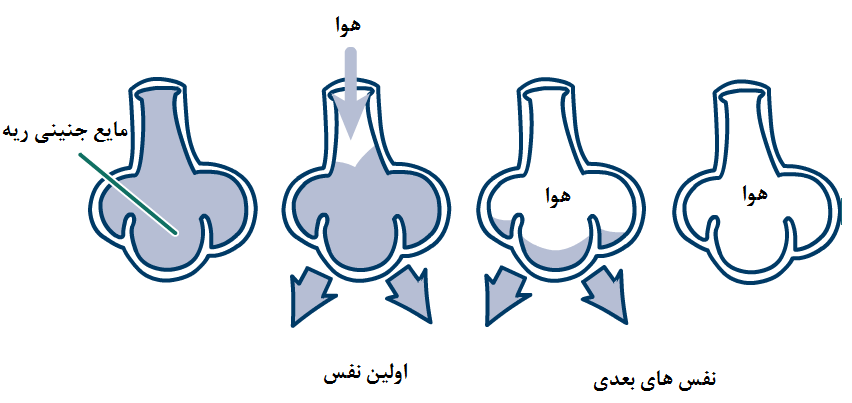 هوا
مایع جنینی ریه
هوا
هوا
اولین نفس
نفس های بعدی